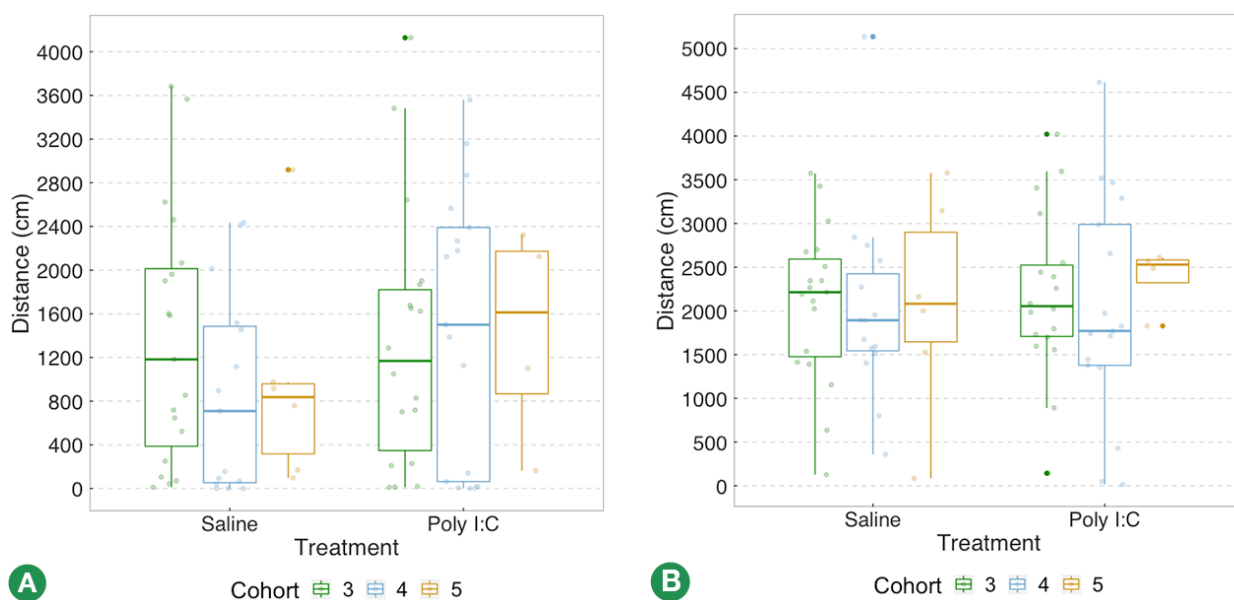 4000
3600
3200
2800
2400
2000
1600
1200
800
400
0
Distance (cm)
Saline Poly I:C
Treatment
Cohort 3 4 5
A
5000
4500
4000
3500
3000
2500
2000
1500
1000
500
0
Distance (cm)
Saline Poly I:C
Treatment
Cohort 3 4 5
B